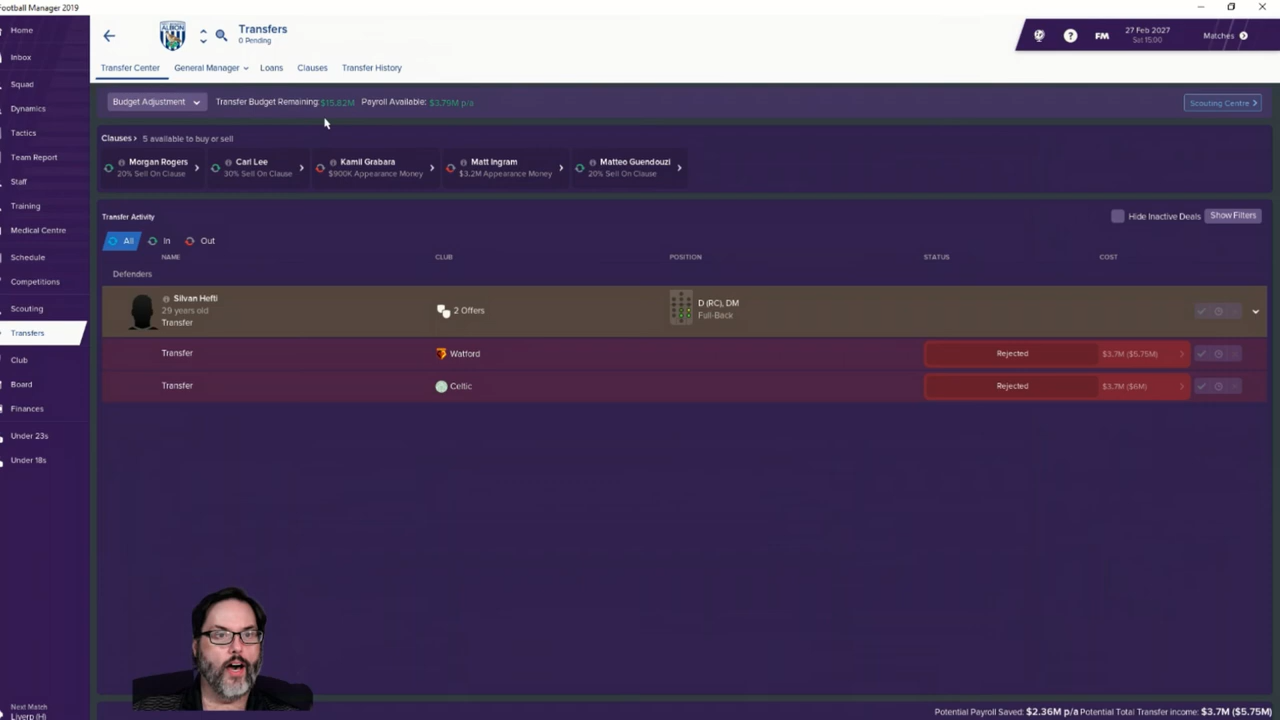 Football Manager 2019
Home
Inbox
Squad
Dynamics
Tactics
Team Report
Staff
Training
Medical Centre
Schedule
Competitions
Scouting
Transfers
Club
Board
Finances
Under 23s
Under 18s
Next Match
Liverp (H)
ALBION
Transfers
0 Pending
FM
27 Feb 2027
Sat 15:00
Matches
Transfer Center
General Manager
Loans
Clauses
Transfer History
Budget Adjustment
Transfer Budget Remaining: $15.82M Payroll Available: $3.79M p/a
Scouting Centre >
Clauses > 5 available to buy or sell
Morgan Rogers
20% Sell On Clause
Carl Lee
30% Sell On Clause
Kamil Grabara
$900K Appearance Money
Matt Ingram
$3.2M Appearance Money
Matteo Guendouzi
20% Sell On Clause
Transfer Activity
Hide Inactive Deals
Show Filters
All
In
Out
NAME CLUB POSITION STATUS COST
Defenders
Silvan Hefti
29 years old
Transfer
2 Offers
D (RC), DM
Full-Back
Transfer Watford Rejected $3.7M ($5.75M)
Transfer Celtic Rejected $3.7M ($6M)
Potential Payroll Saved: $2.36M p/a Potential Total Transfer income: $3.7M ($5.75M)